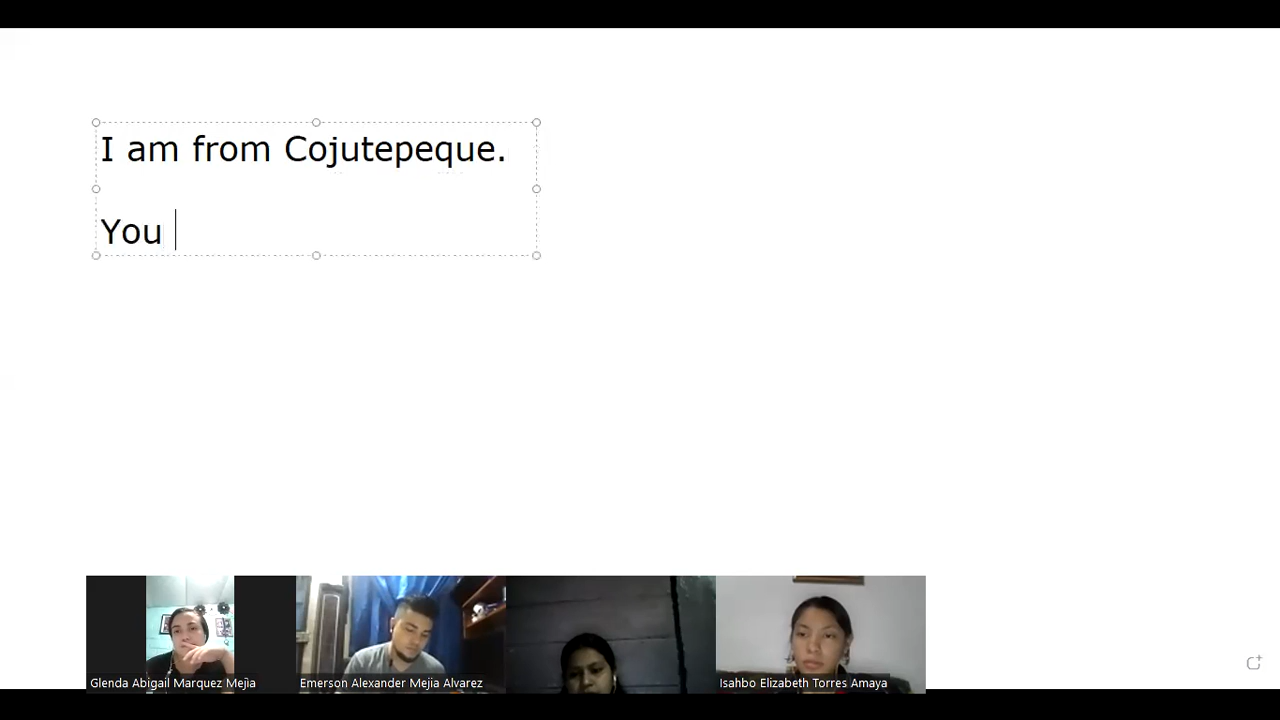 I am from Cojutepeque.
You
Glenda Abigail Marquez Mejia
Emerson Alexander Mejia Alvarez
Isahbo Elizabeth Torres Amaya